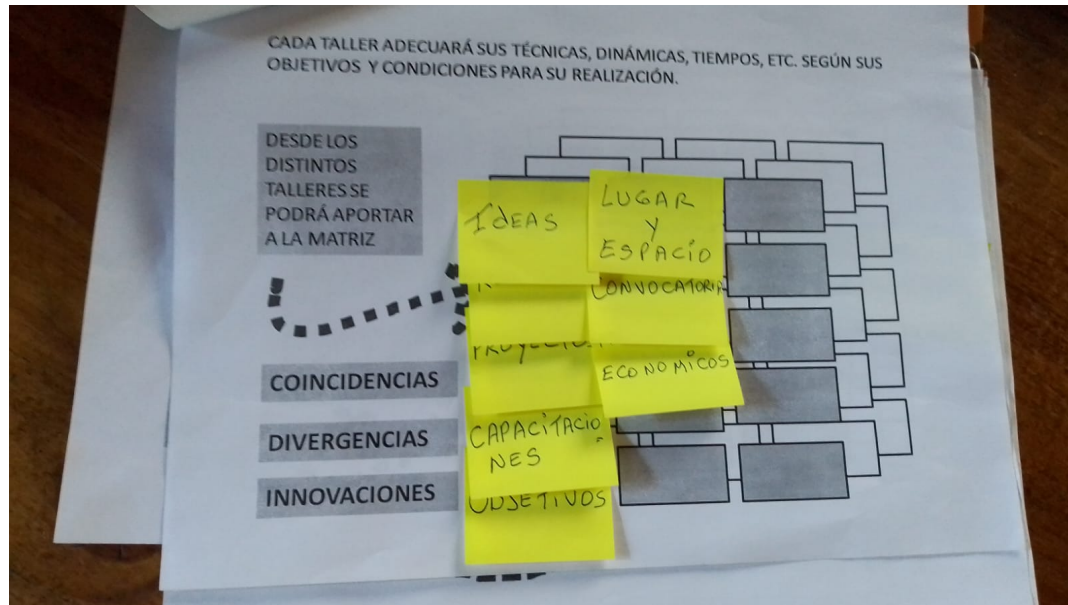 CADA TALLER ADECUARÁ SUS TÉCNICAS, DINÁMICAS, TIEMPOS, ETC. SEGÚN SUS
OBJETIVOS Y CONDICIONES PARA SU REALIZACIÓN.
DESDE LOS
DISTINTOS
TALLERES SE
PODRÁ APORTAR
A LA MATRIZ
COINCIDENCIAS
DIVERGENCIAS
INNOVACIONES
IdEAS
LUGAR
Y
ESPACIO
CONVOCATORIA
ECONOMICOS
CAPACITACIO
NES
OBJETIVOS